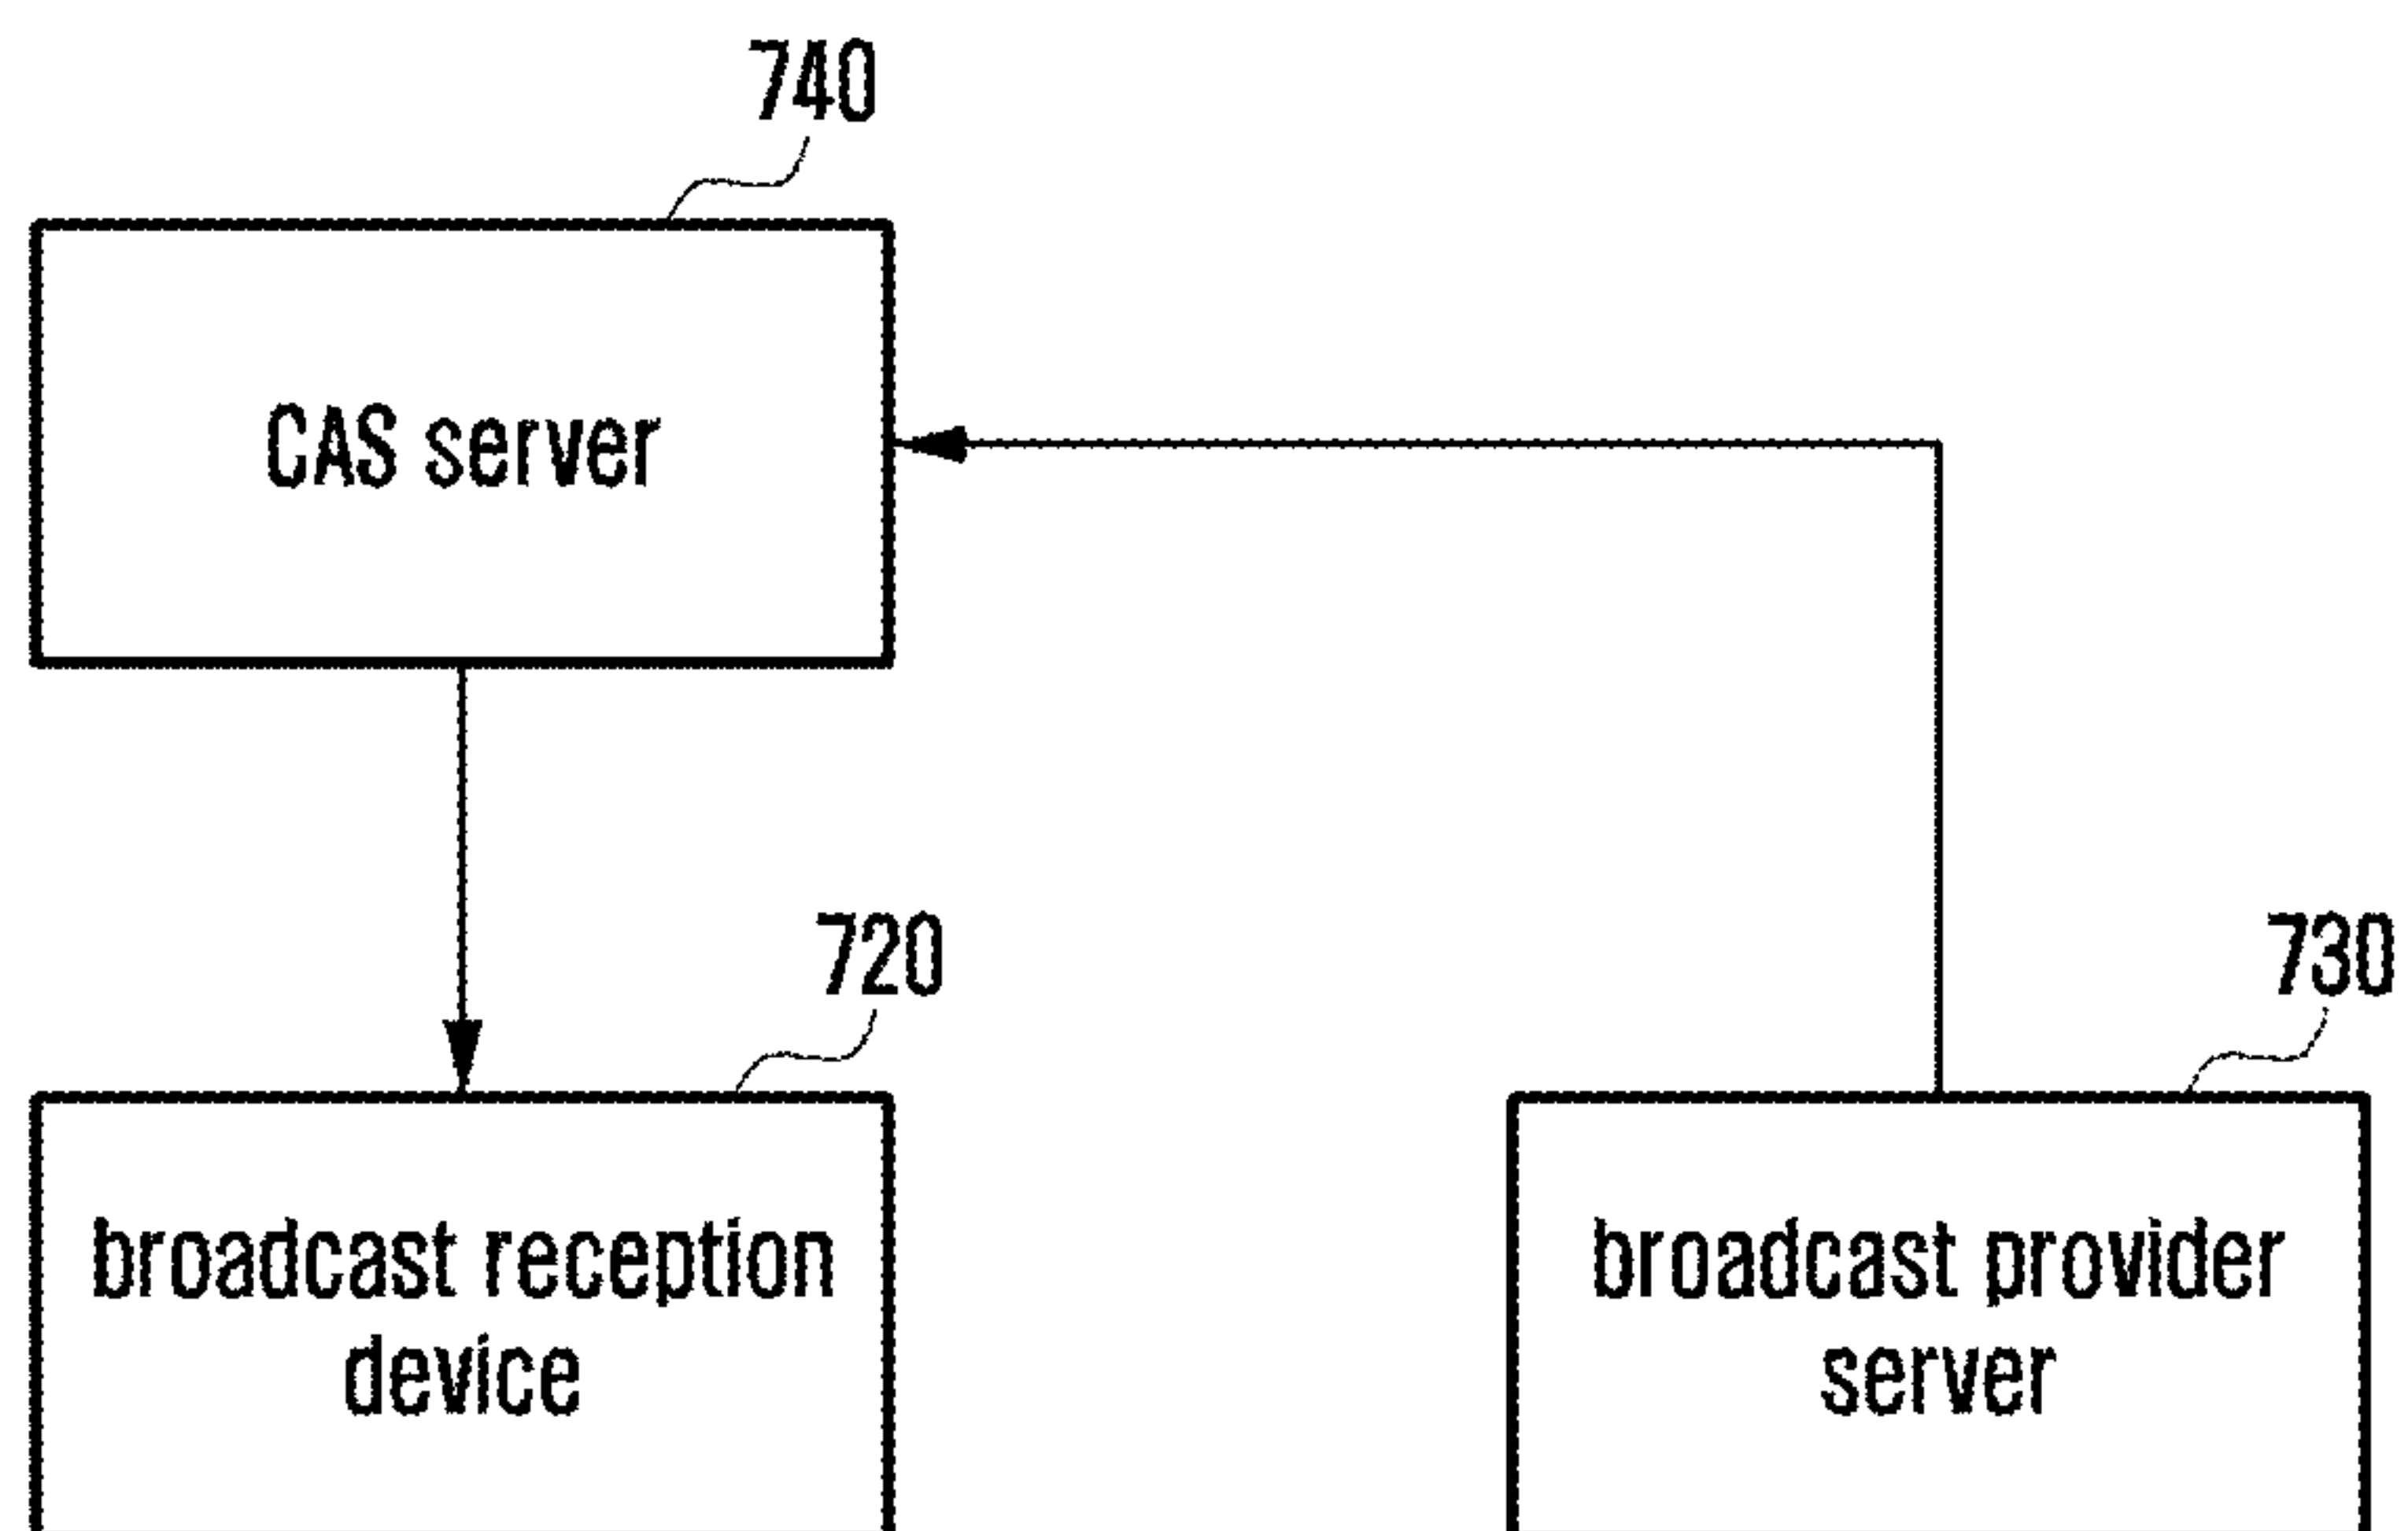 740
CAS server
720
730
broadcast reception
device
broadcast provider
server